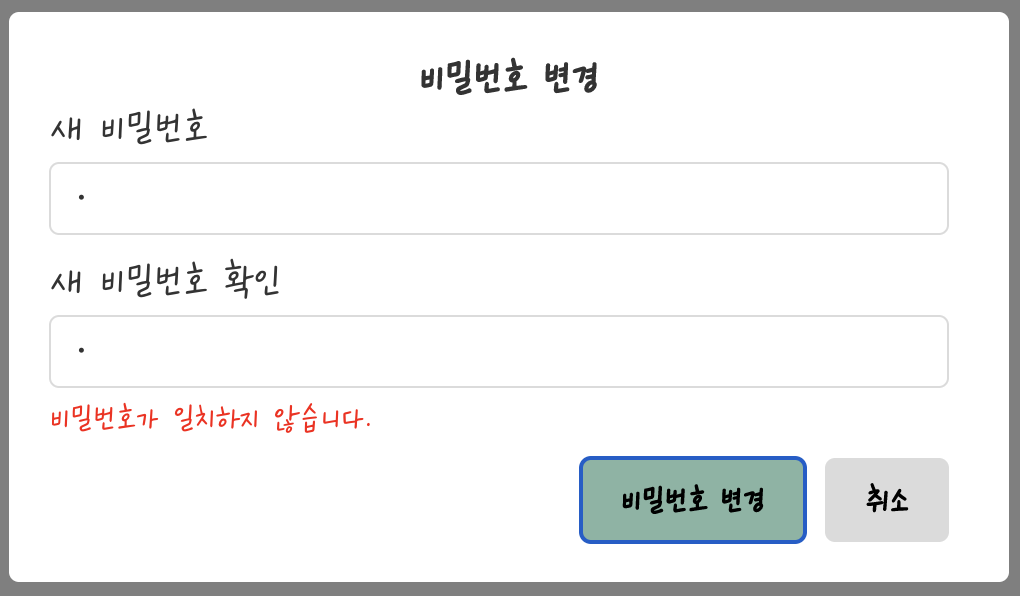 비밀번호 변경
새 비밀번호
•
새 비밀번호 확인
•
비밀번호가 일치하지 않습니다.
비밀번호 변경 취소